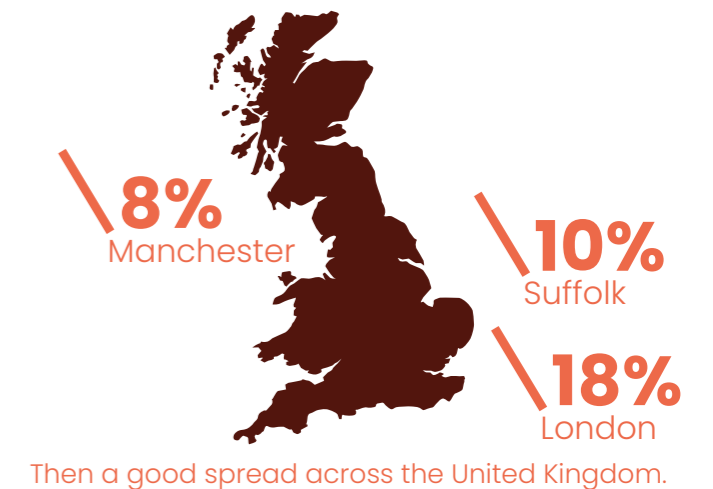 8%
Manchester
10%
Suffolk
18%
London
Then a good spread across the United Kingdom.